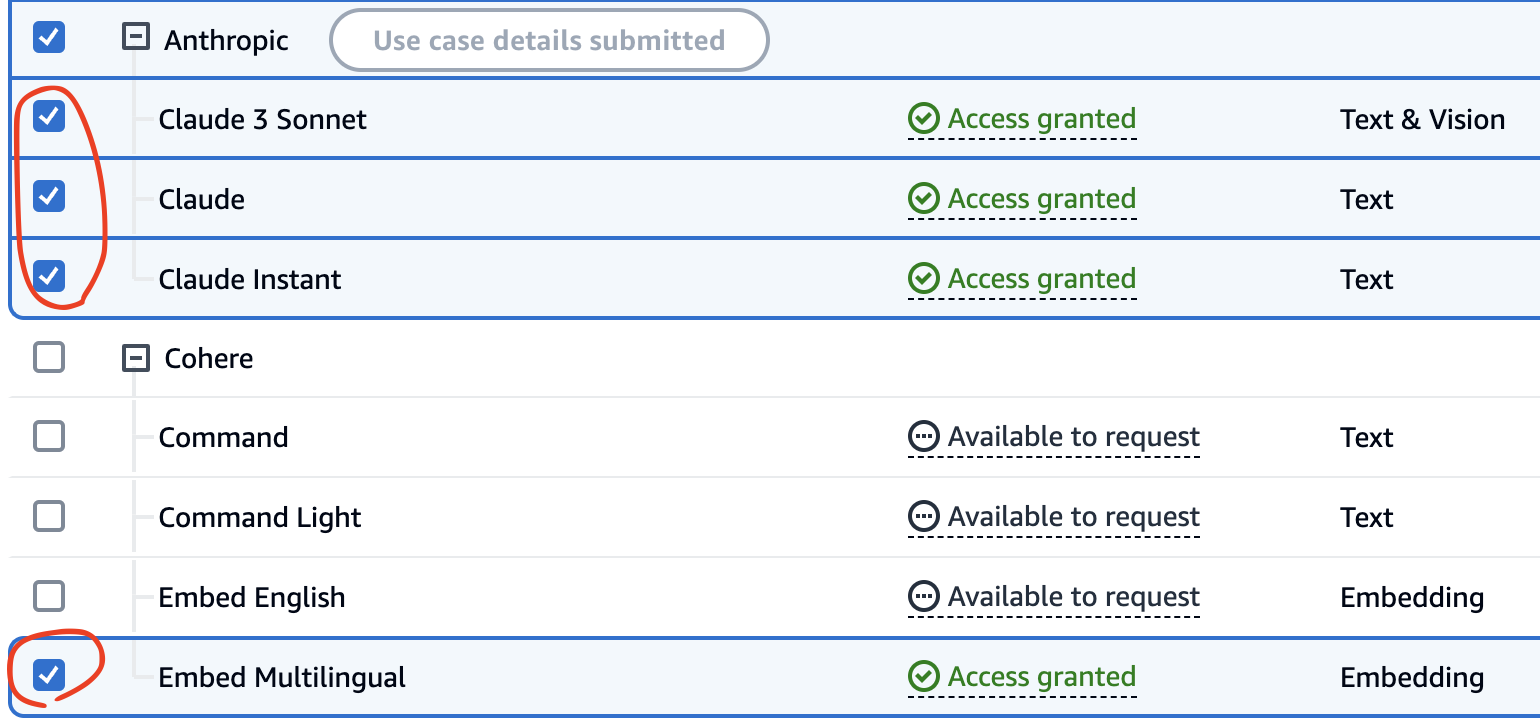 Anthropic Use case details submitted
Claude 3 Sonnet Access granted Text & Vision
Claude Access granted Text
Claude Instant Access granted Text
Cohere
Command Available to request Text
Command Light Available to request Text
Embed English Available to request Embedding
Embed Multilingual Access granted Embedding